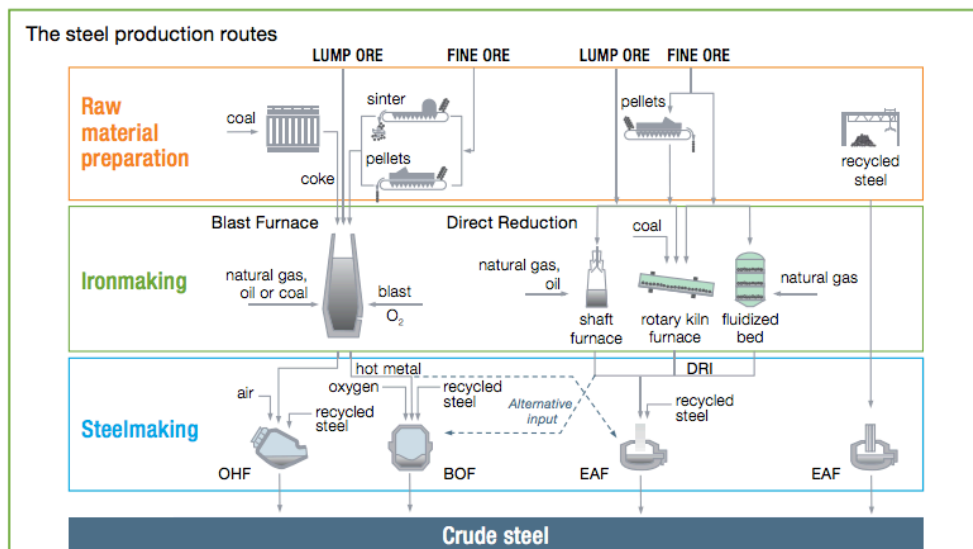 The steel production routes
LUMP ORE
FINE ORE
LUMP ORE
FINE ORE
Raw
material
preparation
coal
coke
sinter
pellets
pellets
recycled
steel
Ironmaking
Blast Furnace
natural gas,
oil or coal
blast
O₂
Direct Reduction
natural gas,
oil
coal
natural gas
shaft
furnace
rotary kiln
furnace
fluidized
bed
Steelmaking
hot metal
air
recycled
steel
OHF
oxygen
recycled
steel
BOF
Alternative
input
DRI
recycled
steel
EAF
EAF
Crude steel